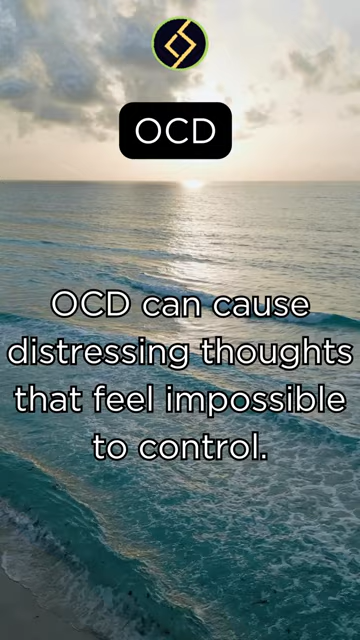 OCD
OCD can cause
distressing thoughts
that feel impossible
to control.